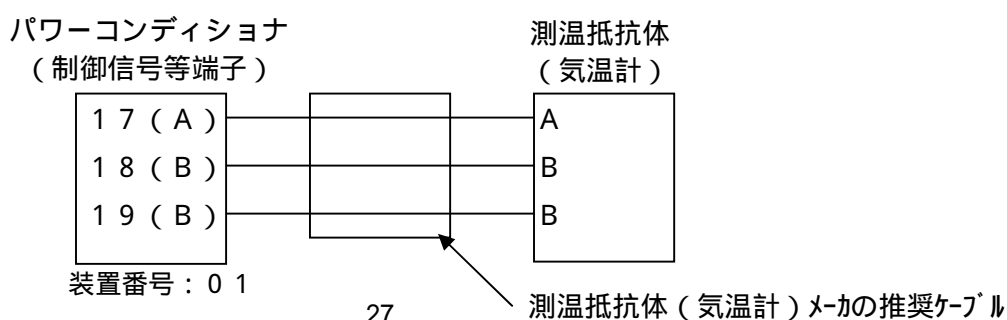 パワーコンディショナ
(制御信号等端子)
17(A)
18(B)
19(B)
装置番号:01
測温抵抗体
(気温計)
A
B
B
測温抵抗体(気温計)メーカの推奨ケーブル
27